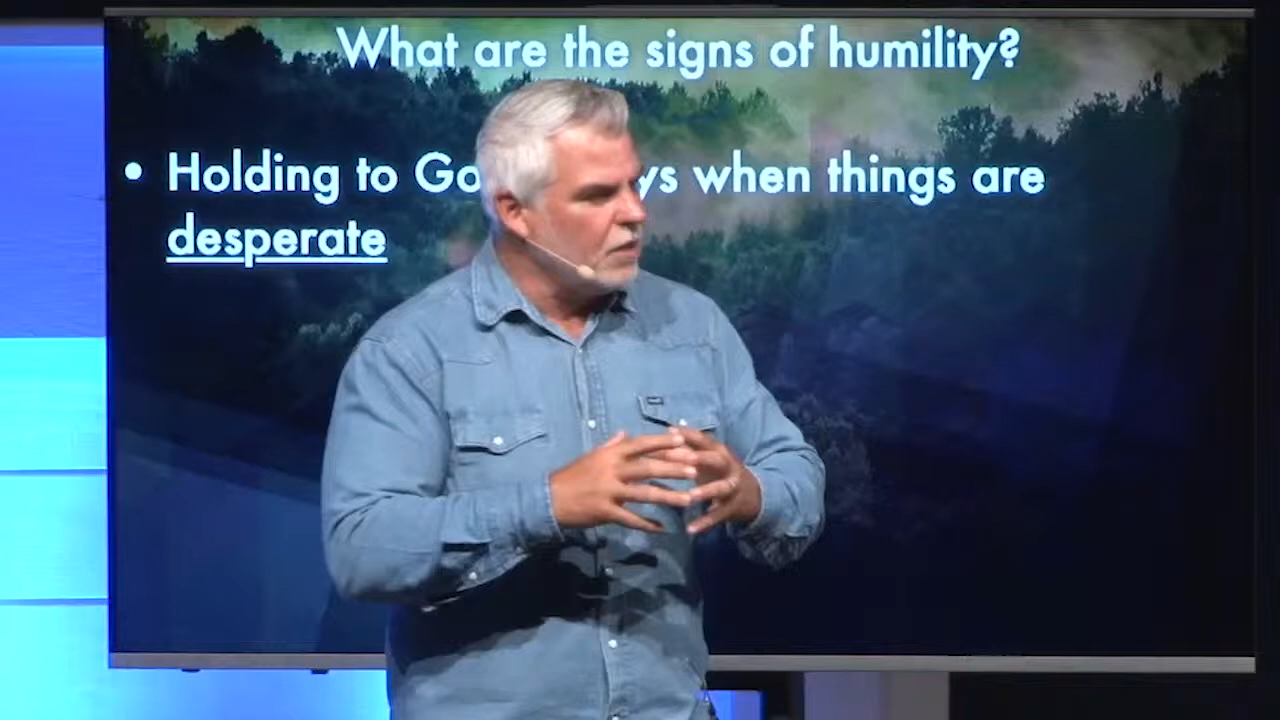 What are the signs of humility?
• Holding to when things are
desperate